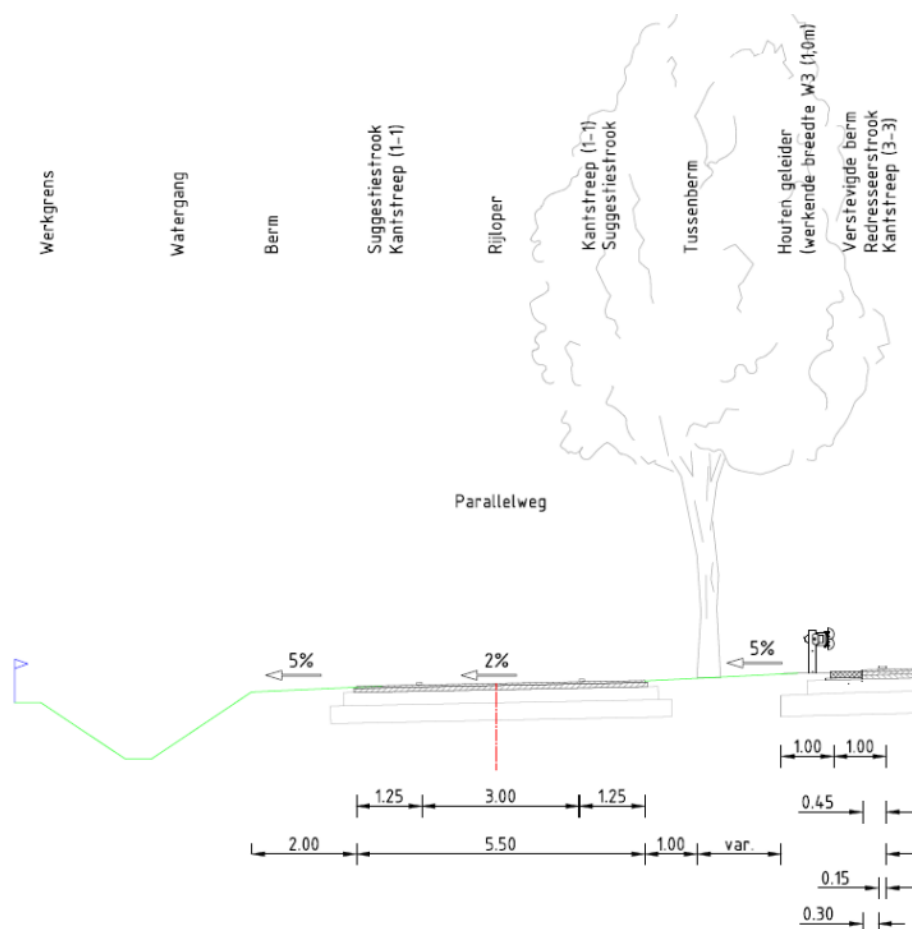 Werkgrens
Watergang
Berm
Suggestiestrook
Kantstreep (1-1)
Rijloper
Kantstreep (1-1)
Suggestiestrook
Tussenberm
Houten geleider
(werkende breedte W3 (1,0m)
Verstevigde berm
Redresseerstrook
Kantstreep (3-3)
Parallelweg
5%
2%
5%
1.00
1.00
1.25
3.00
1.25
0.45
2.00
5.50
1.00
var.
0.15
0.30